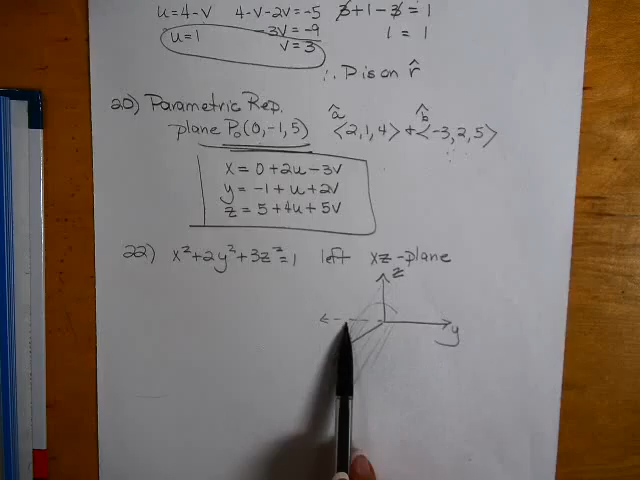 u=4-v 4-v-2v=-5 3+1-3=1
u=1 -3v=-9 1=1
v=3
∴ D is on r̂
20) Parametric Rep.
plane P₀(0,-1,5) â <2,1,4> + b̂ <-3,2,5>
x = 0+2u-3v
y = -1+u+2v
z = 5+4u+5v
22) x²+2y²+3z²=1 left xz-plane
z
y